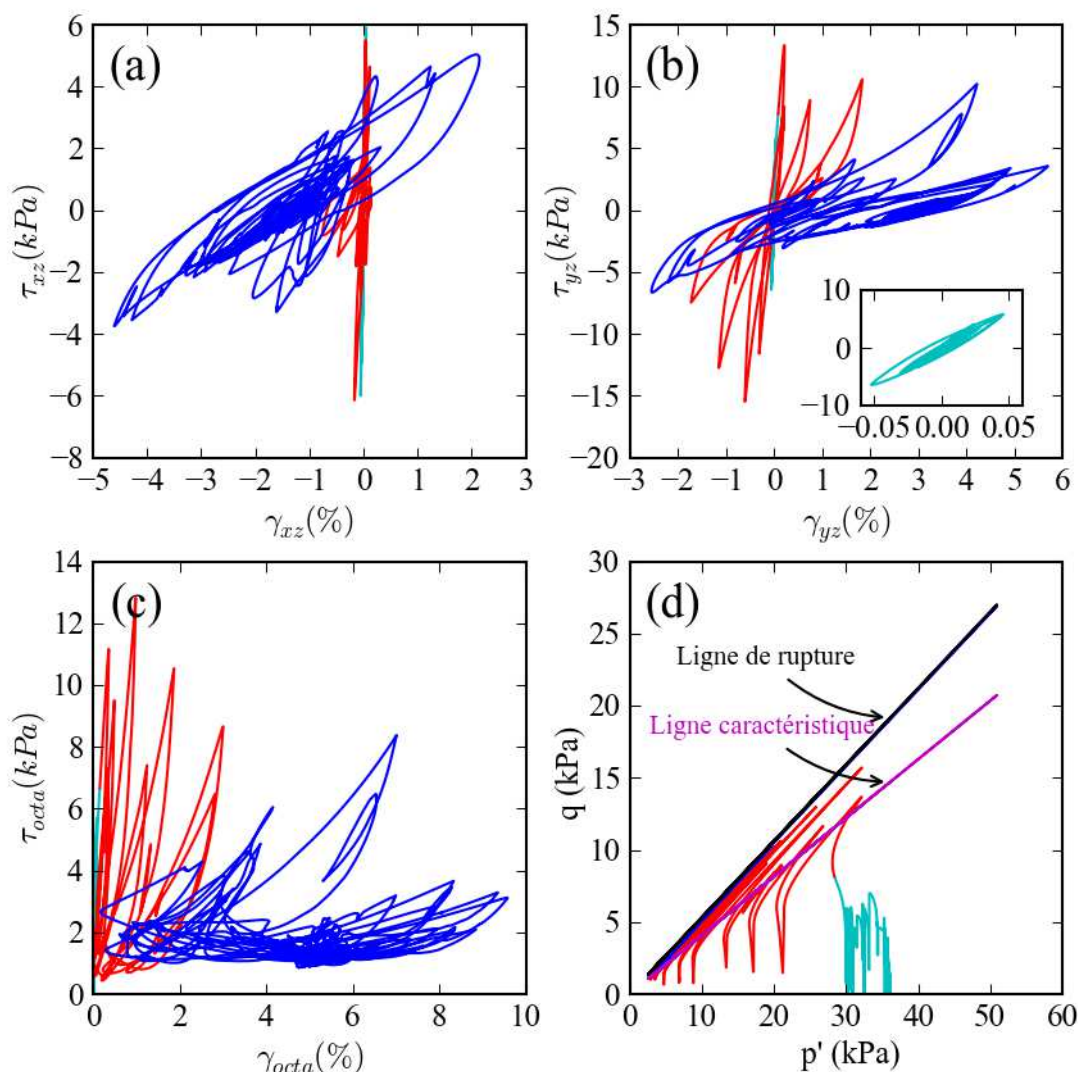 (a)
6
4
2
0
−2
−4
−6
−8
τxz(kPa)
−5 −4 −3 −2 −1 0 1 2 3
γxz(%)
(b)
15
10
5
0
−5
−10
−15
−20
τyz(kPa)
10
0
−10
−0.05 0.00 0.05
−3 −2 −1 0 1 2 3 4 5 6
γyz(%)
(c)
14
12
10
8
6
4
2
0
τocta(kPa)
0 2 4 6 8 10
γocta(%)
(d)
30
25
20
15
10
5
0
q (kPa)
Ligne de rupture
Ligne caractéristique
0 10 20 30 40 50 60
p' (kPa)